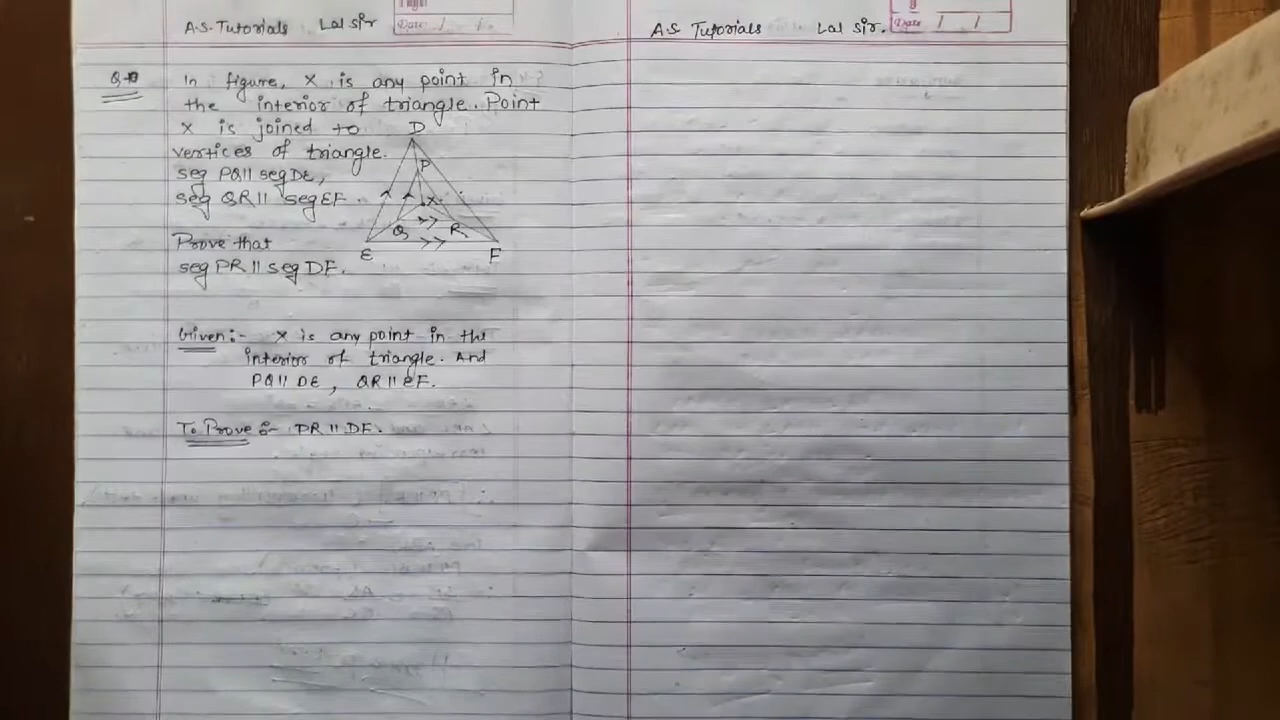 A.S. Tutorials Lal sir
Date / /.
A.S Tutorials Lal Sir.
Date / /
In figure, X is any point in
the interior of triangle. Point
X is joined to
vertices of triangle.
seg PQ || seg DE,
seg QR || seg EF.
Prove that
seg PR || seg DF.
D
P
X
Q
R
E
F
Given :- X is any point in the
interior of triangle. And
PQ || DE, QR || EF.
To Prove :- PR || DF.